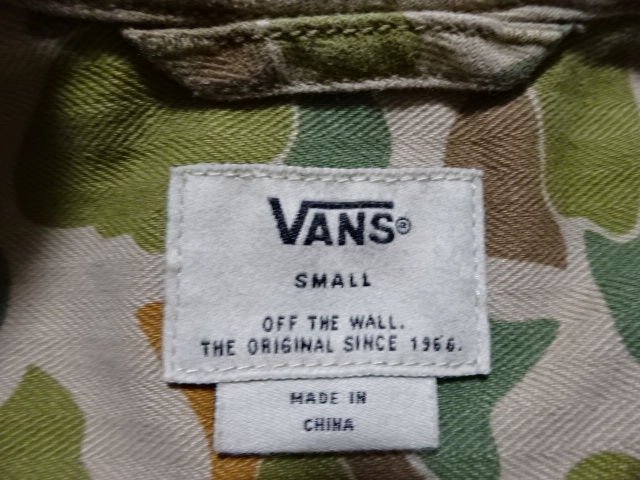 VANS®
SMALL
OFF THE WALL.
THE ORIGINAL SINCE 1966.
MADE IN
CHINA